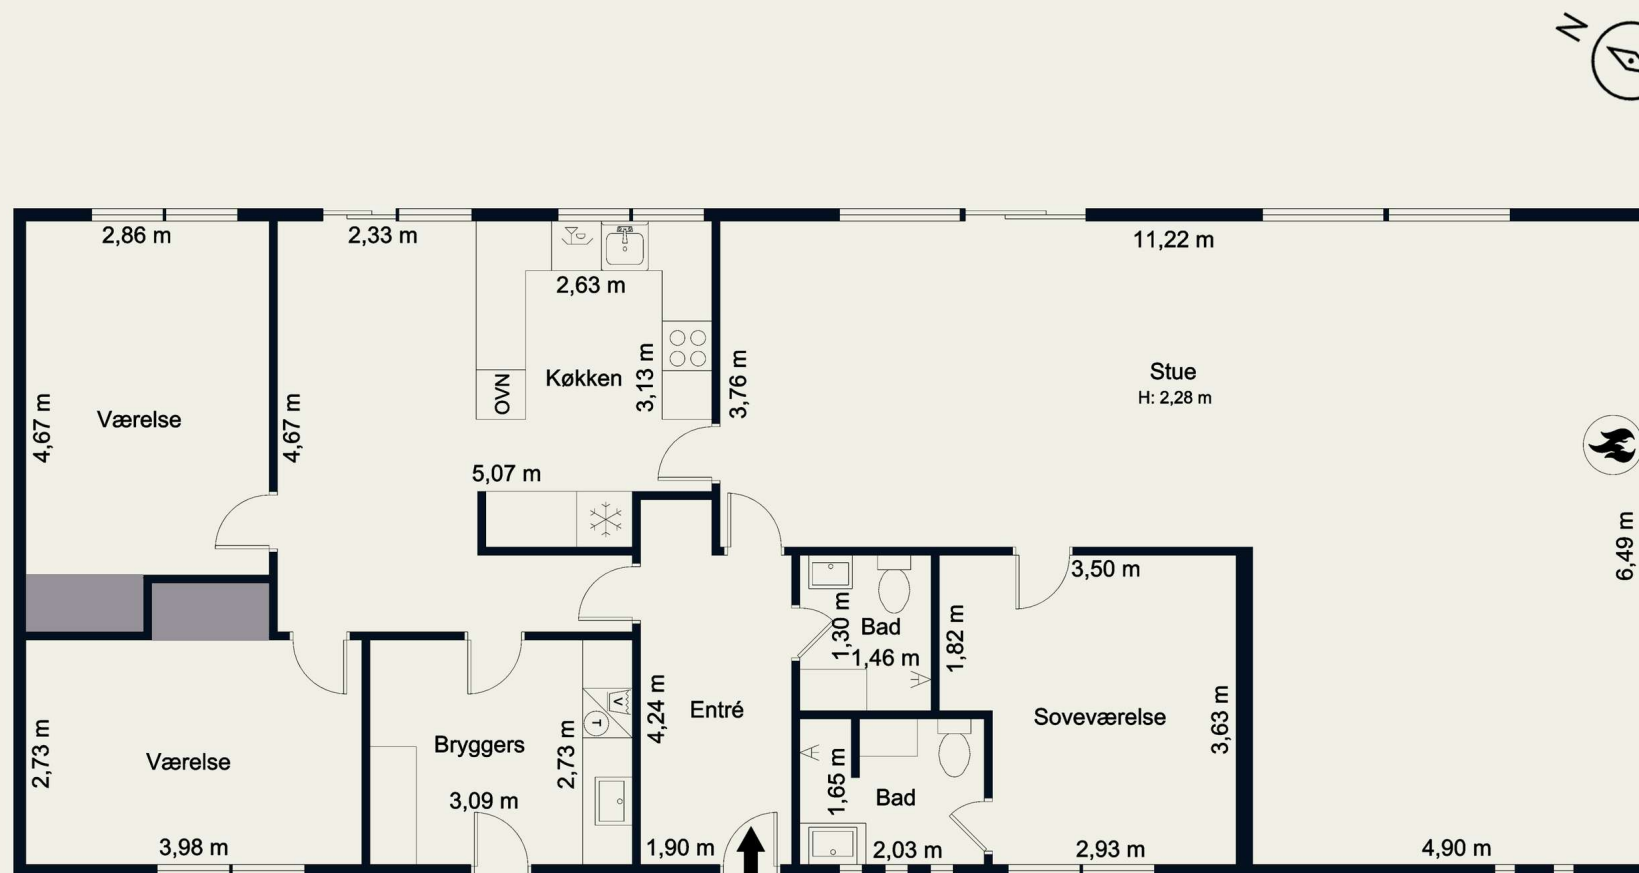 N
2,86 m
2,33 m
11,22 m
2,63 m
Køkken
OVN
3,13 m
3,76 m
Stue
H: 2,28 m
Værelse
4,67 m
4,67 m
5,07 m
6,49 m
3,50 m
1,30 m
Bad
1,46 m
1,82 m
V
T
Entré
4,24 m
Soveværelse
3,63 m
2,73 m
Værelse
Bryggers
2,73 m
3,09 m
1,65 m
Bad
3,98 m
1,90 m
2,03 m
2,93 m
4,90 m